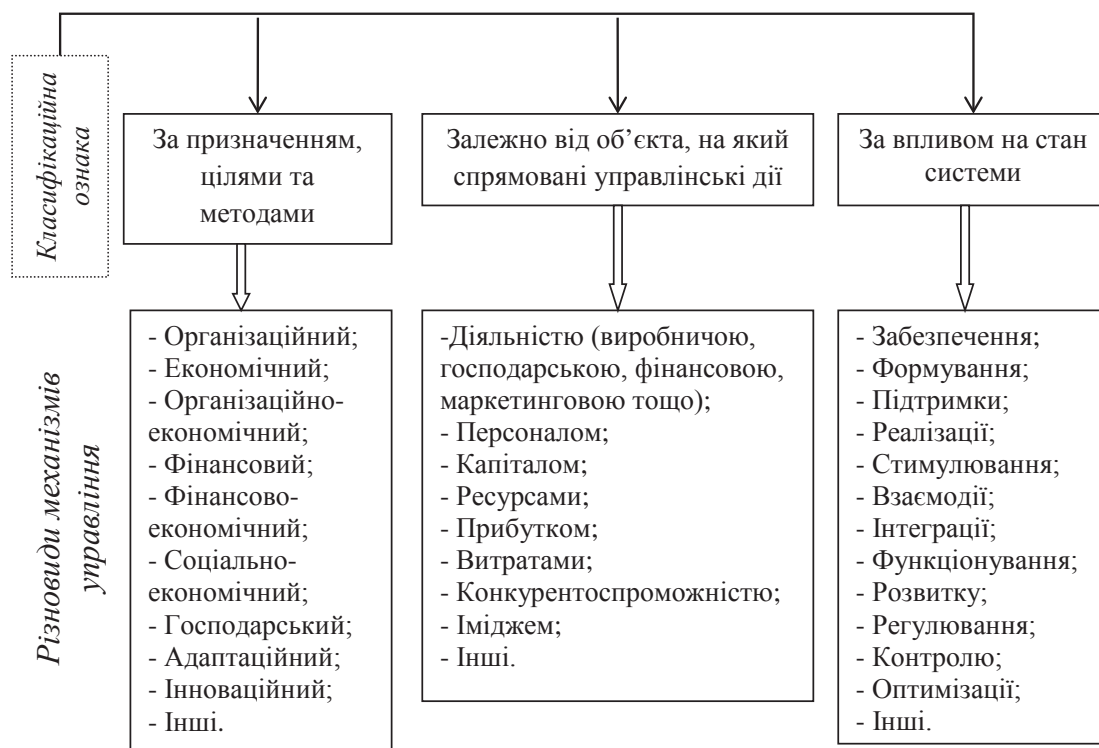 Класифікаційна
ознака
За призначенням,
цілями та
методами
Залежно від об’єкта, на який
спрямовані управлінські дії
За впливом на стан
системи
Різновиди механізмів
управління
- Організаційний;
- Економічний;
- Організаційно-
економічний;
- Фінансовий;
- Фінансово-
економічний;
- Соціально-
економічний;
- Господарський;
- Адаптаційний;
- Інноваційний;
- Інші.
-Діяльністю (виробничою,
господарською, фінансовою,
маркетинговою тощо);
- Персоналом;
- Капіталом;
- Ресурсами;
- Прибутком;
- Витратами;
- Конкурентоспроможністю;
- Іміджем;
- Інші.
- Забезпечення;
- Формування;
- Підтримки;
- Реалізації;
- Стимулювання;
- Взаємодії;
- Інтеграції;
- Функціонування;
- Розвитку;
- Регулювання;
- Контролю;
- Оптимізації;
- Інші.